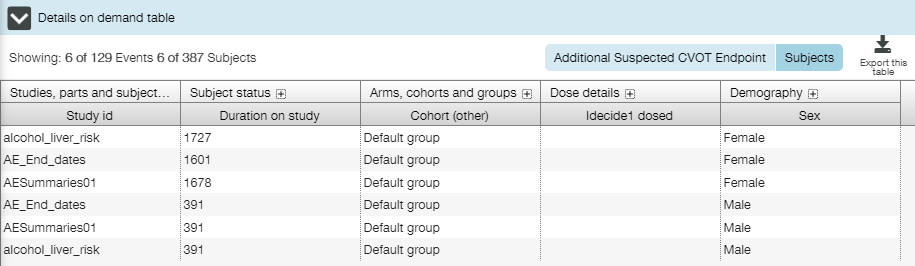 Details on demand table
Showing: 6 of 129 Events 6 of 387 Subjects
Additional Suspected CVOT Endpoint Subjects
Export this
table
Studies, parts and subject... Subject status Arms, cohorts and groups Dose details Demography
Study id Duration on study Cohort (other) Idecide1 dosed Sex
alcohol_liver_risk 1727 Default group Female
AE_End_dates 1601 Default group Female
AESummaries01 1678 Default group Female
AE_End_dates 391 Default group Male
AESummaries01 391 Default group Male
alcohol_liver_risk 391 Default group Male